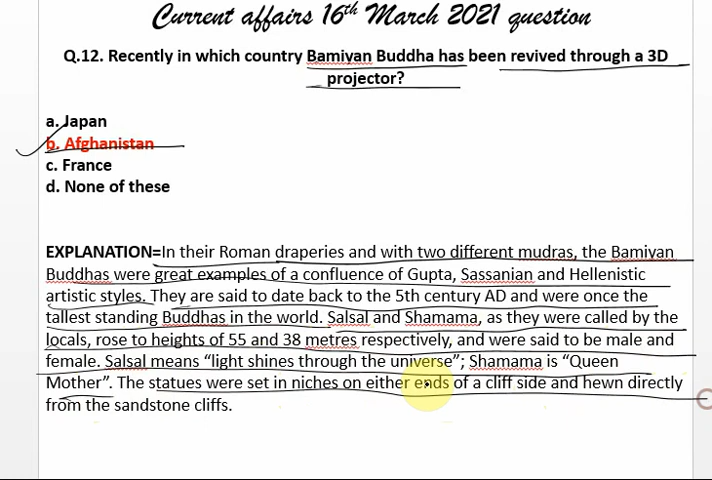 Current affairs 16th March 2021 question
Q.12. Recently in which country Bamiyan Buddha has been revived through a 3D
projector?
a. Japan
b. Afghanistan
c. France
d. None of these
EXPLANATION=In their Roman draperies and with two different mudras, the Bamiyan
Buddhas were great examples of a confluence of Gupta, Sassanian and Hellenistic
artistic styles. They are said to date back to the 5th century AD and were once the
tallest standing Buddhas in the world. Salsal and Shamama, as they were called by the
locals, rose to heights of 55 and 38 metres respectively, and were said to be male and
female. Salsal means “light shines through the universe”; Shamama is “Queen
Mother”. The statues were set in niches on either ends of a cliff side and hewn directly
from the sandstone cliffs.